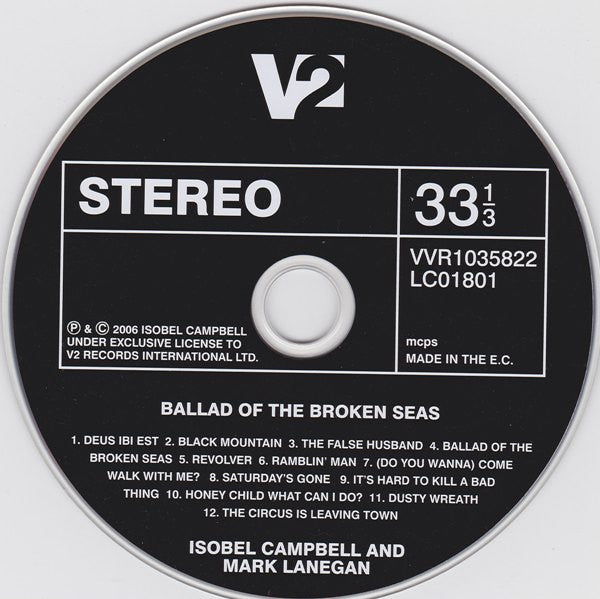 V2
STEREO
33 1/3
VVR1035822
LC01801
℗ & © 2006 ISOBEL CAMPBELL
UNDER EXCLUSIVE LICENSE TO
V2 RECORDS INTERNATIONAL LTD.
mcps
MADE IN THE E.C.
BALLAD OF THE BROKEN SEAS
1. DEUS IBI EST 2. BLACK MOUNTAIN 3. THE FALSE HUSBAND 4. BALLAD OF THE
BROKEN SEAS 5. REVOLVER 6. RAMBLIN' MAN 7. (DO YOU WANNA) COME
WALK WITH ME? 8. SATURDAY'S GONE 9. IT'S HARD TO KILL A BAD
THING 10. HONEY CHILD WHAT CAN I DO? 11. DUSTY WREATH
12. THE CIRCUS IS LEAVING TOWN
ISOBEL CAMPBELL AND
MARK LANEGAN